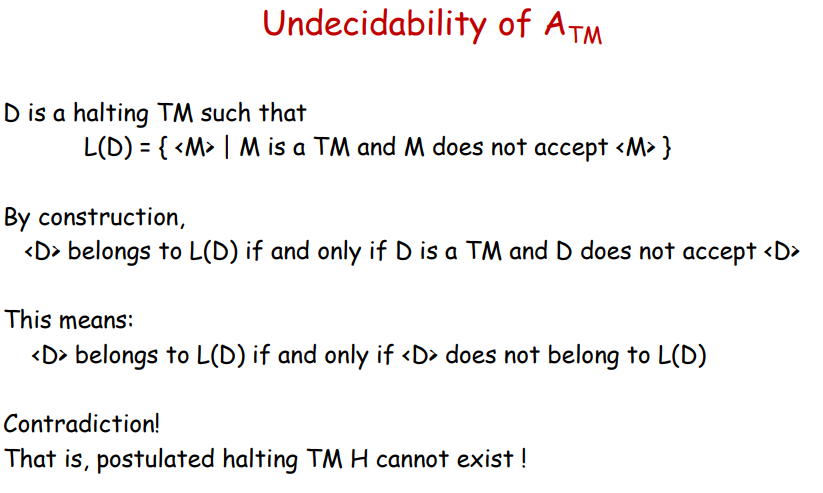 Undecidability of ATM
D is a halting TM such that
L(D) = { <M> | M is a TM and M does not accept <M> }
By construction,
<D> belongs to L(D) if and only if D is a TM and D does not accept <D>
This means:
<D> belongs to L(D) if and only if <D> does not belong to L(D)
Contradiction!
That is, postulated halting TM H cannot exist !